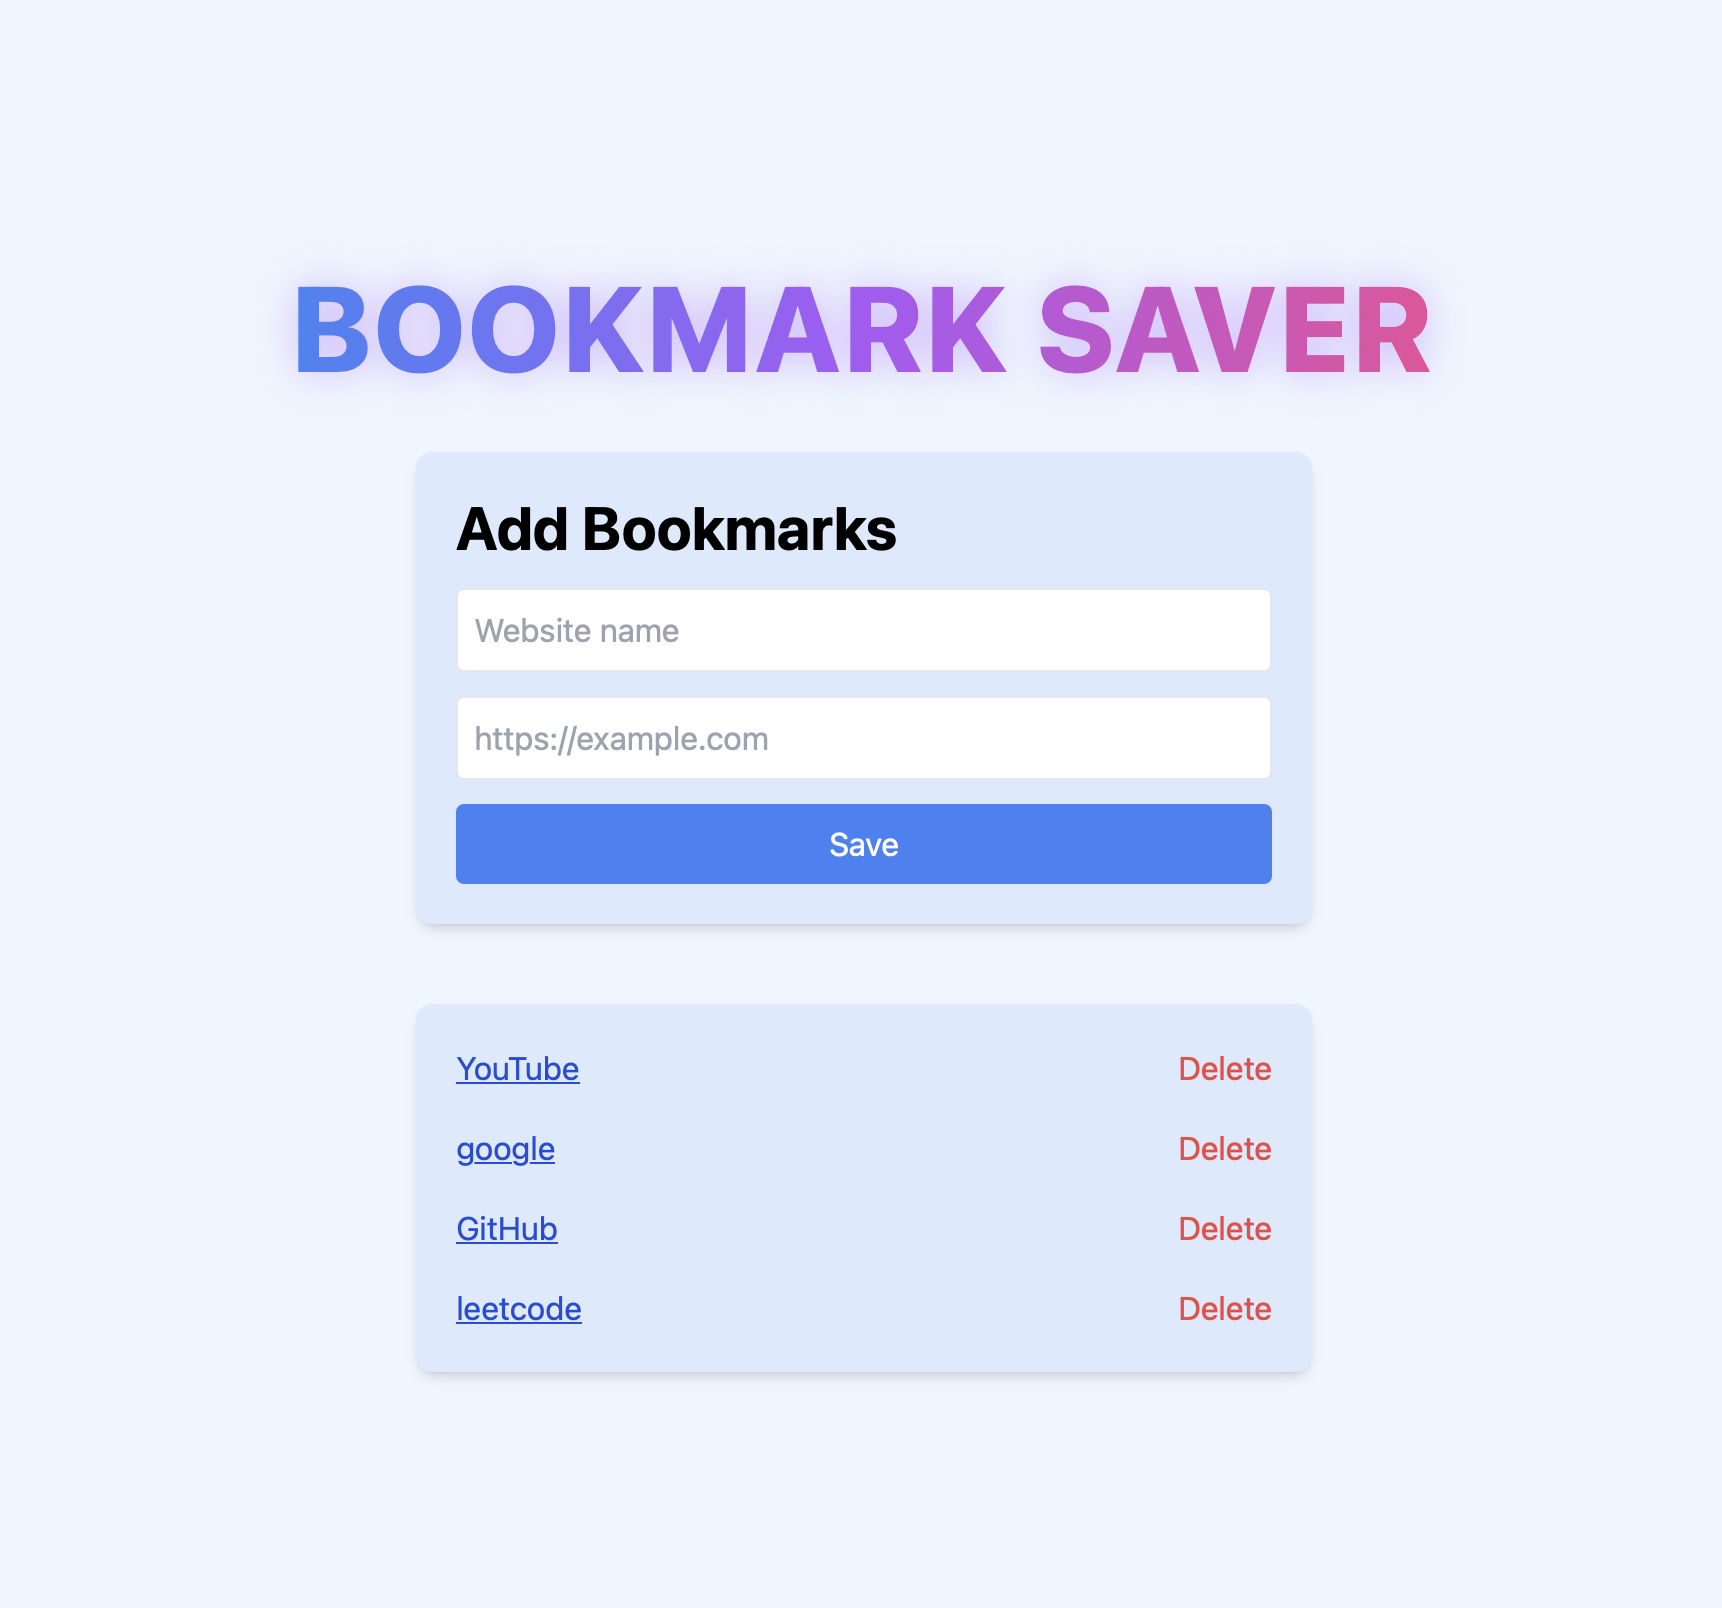 BOOKMARK SAVER
Add Bookmarks
Website name
https://example.com
Save
YouTube Delete
google Delete
GitHub Delete
leetcode Delete